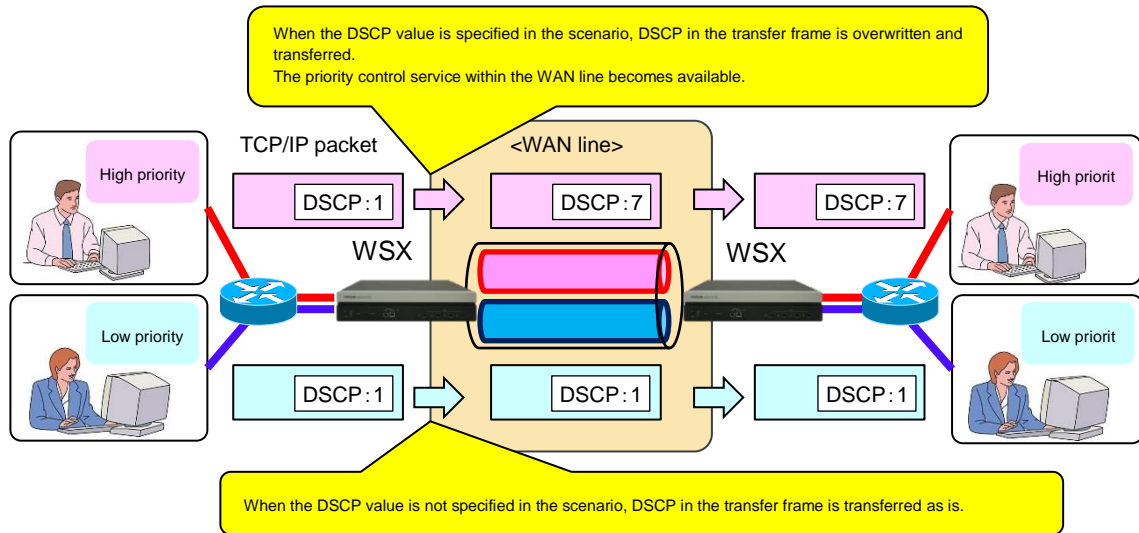 When the DSCP value is specified in the scenario, DSCP in the transfer frame is overwritten and
transferred.
The priority control service within the WAN line becomes available.
TCP/IP packet
<WAN line>
High priority
DSCP：1
DSCP：7
DSCP：7
High priorit
WSX
WSX
Low priority
Low priorit
DSCP：1
DSCP：1
DSCP：1
When the DSCP value is not specified in the scenario, DSCP in the transfer frame is transferred as is.